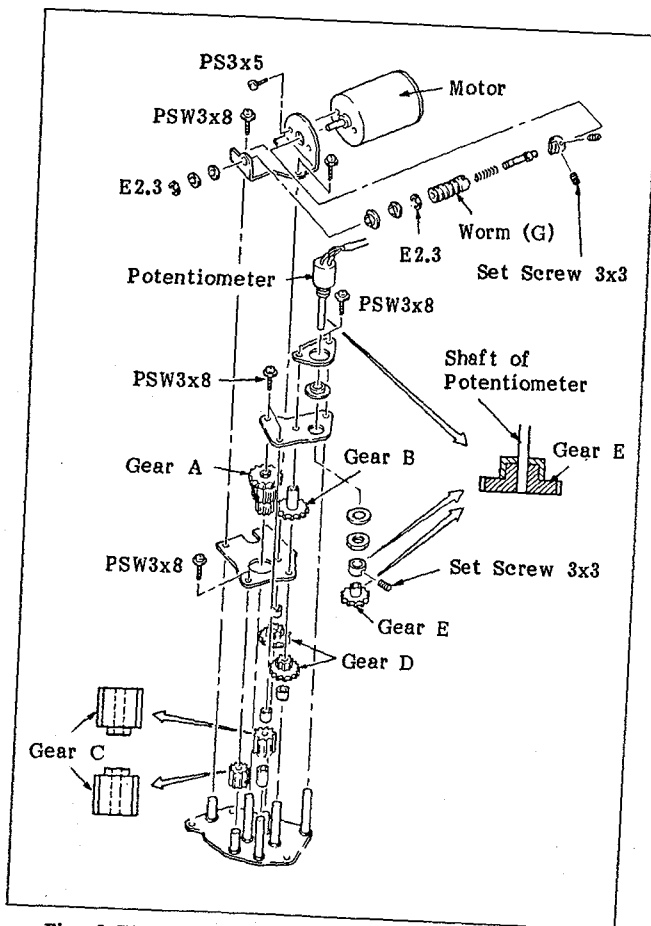 PS3x5
Motor
PSW3x8
E2.3
Worm (G)
E2.3
Set Screw 3x3
Potentiometer
PSW3x8
Shaft of
Potentiometer
PSW3x8
Gear E
Gear A
Gear B
PSW3x8
Set Screw 3x3
Gear E
Gear D
Gear C